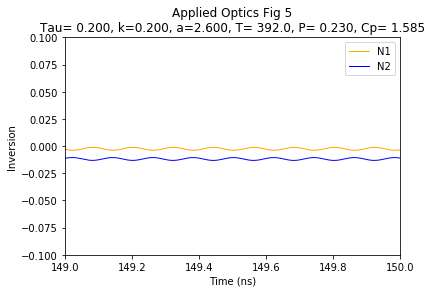 Applied Optics Fig 5
Tau= 0.200, k=0.200, a=2.600, T= 392.0, P= 0.230, Cp= 1.585
0.100
0.075
0.050
0.025
0.000
−0.025
−0.050
−0.075
−0.100
Inversion
N1
N2
149.0 149.2 149.4 149.6 149.8 150.0
Time (ns)